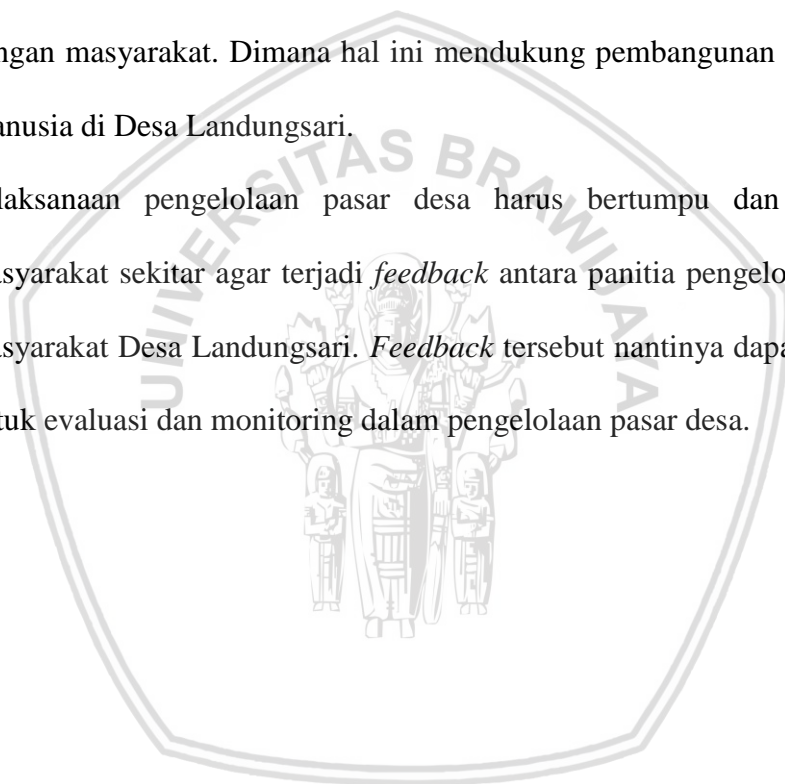 ngan masyarakat. Dimana hal ini mendukung pembangunan
anusia di Desa Landungsari.
laksanaan pengelolaan pasar desa harus bertumpu dan
syarakat sekitar agar terjadi feedback antara panitia pengelo
syarakat Desa Landungsari. Feedback tersebut nantinya dapa
tuk evaluasi dan monitoring dalam pengelolaan pasar desa.
UNIVERSITAS BRAWIJAYA